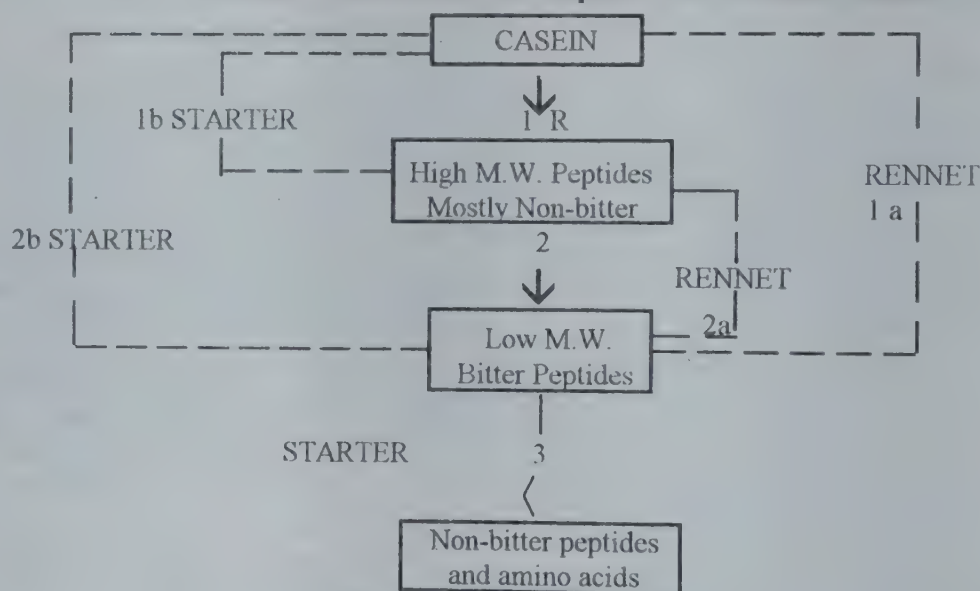 CASEIN
1b STARTER
1 R
High M.W. Peptides
Mostly Non-bitter
RENNET
1 a
2b STARTER
2
RENNET
2a
Low M.W.
Bitter Peptides
STARTER
3
Non-bitter peptides
and amino acids